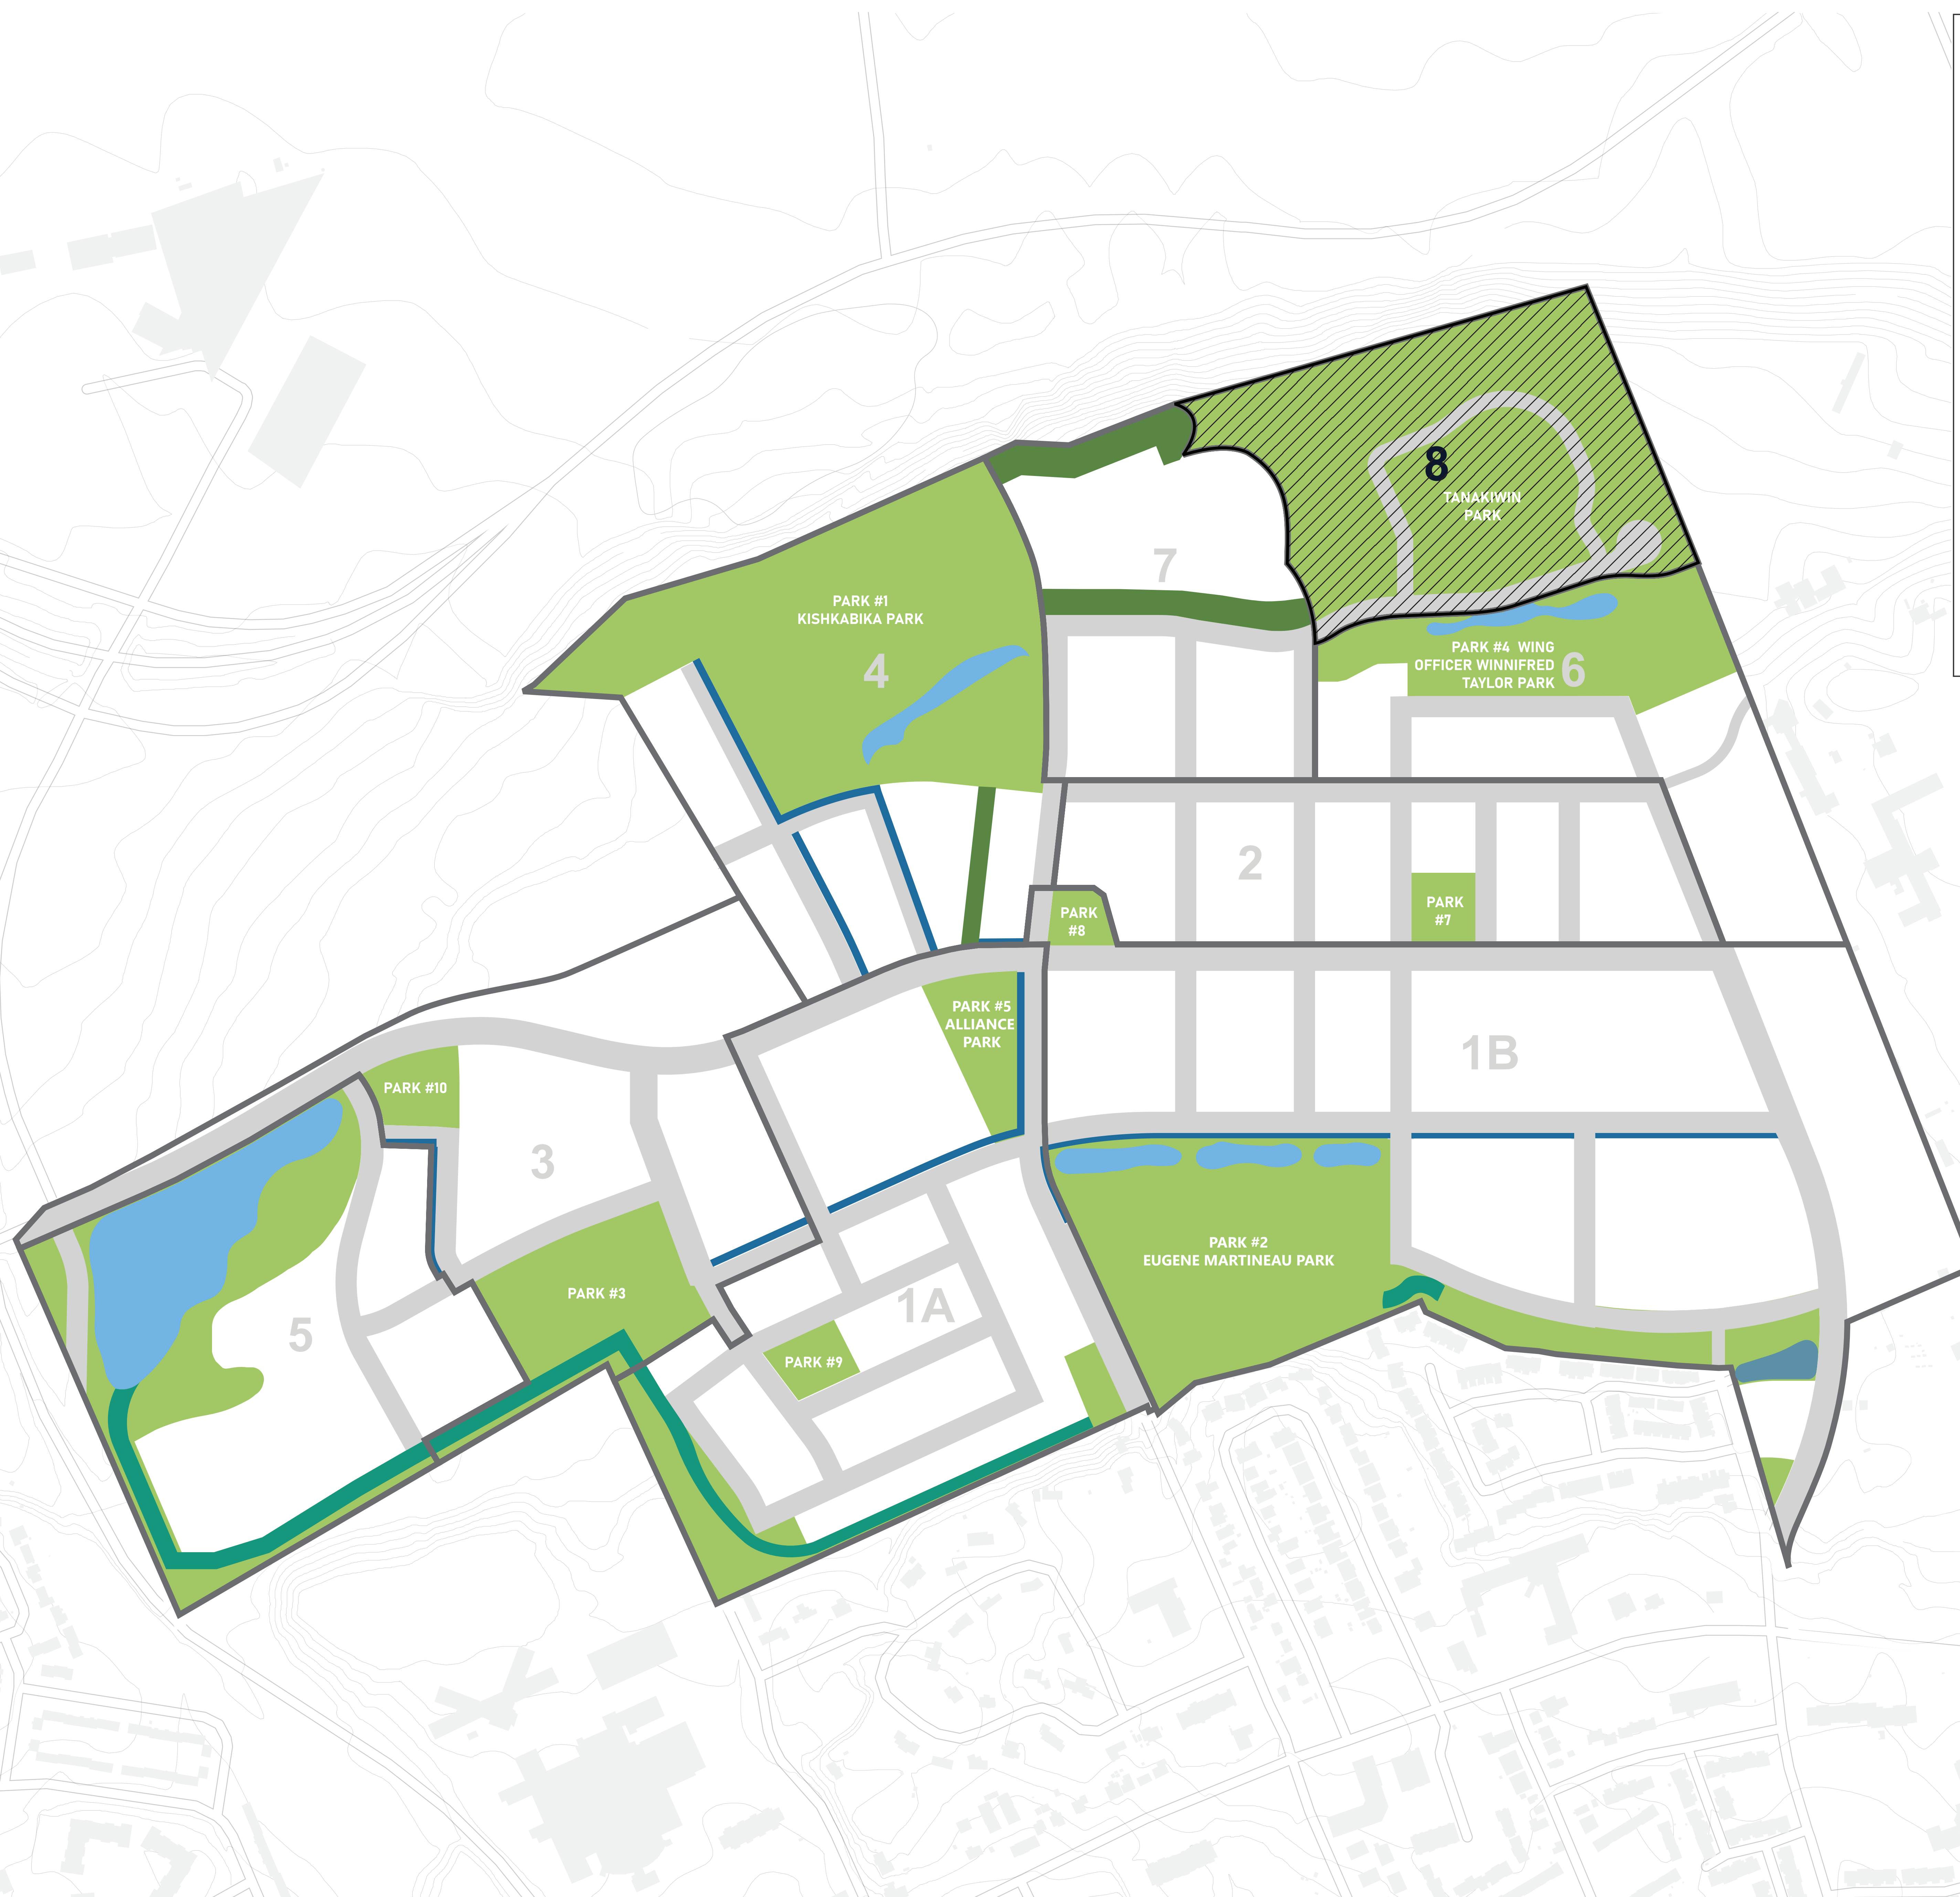 8
TANAKIWIN
PARK
7
PARK #1
KISHKABIKA PARK
4
PARK #4 WING
OFFICER WINNIFRED
TAYLOR PARK
6
2
PARK
#8
PARK
#7
PARK #5
ALLIANCE
PARK
1B
PARK #10
3
PARK #2
EUGENE MARTINEAU PARK
PARK #3
1A
5
PARK #9